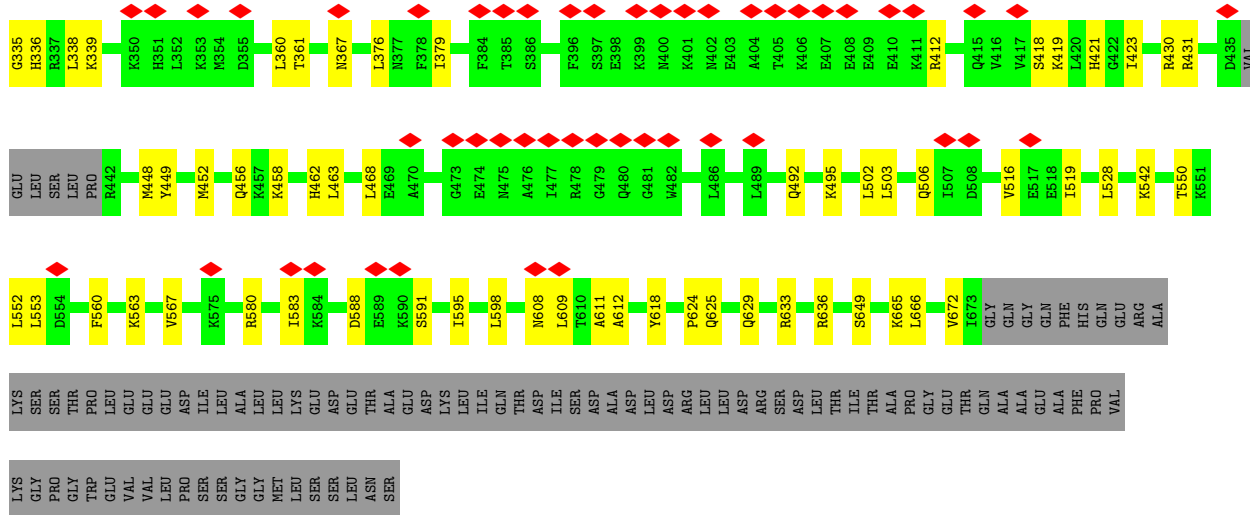 G335 H336 R337 L338 K339 K350 H351 L352 K353 M354 D355 L360 T361 N367 L376 N377 F378 I379 F384 T385 S386 F396 S397 E398 K399 N400 K401 N402 E403 A404 T405 K406 E407 E408 E409 E410 K411 R412 Q415 V416 V417 S418 K419 L420 H421 G422 I423 R430 R431 D435 VAL
GLU LEU SER LEU PRO R442 M448 Y449 M452 Q456 K457 K458 H462 L463 L468 E469 A470 G473 E474 N475 A476 I477 R478 G479 Q480 G481 W482 L486 L489 Q492 K495 L502 L503 Q506 I507 D508 V516 E517 E518 I519 L528 K542 T550 K551
L552 L553 D554 F560 K563 V567 K575 R580 I583 K584 D588 E589 K590 S591 I595 L598 N608 L609 T610 A611 A612 Y618 P624 Q625 Q629 R633 R636 S649 K665 L666 V672 I673 GLY GLN GLY GLN PHE HIS GLN GLU ARG ALA
LYS SER SER THR PRO LEU GLU GLU GLU ASP ILE LEU ALA LEU LEU LYS GLU ASP GLU THR ALA GLU ASP LYS LEU ILE GLN THR ASP ILE SER ASP ALA ASP LEU ASP ARG LEU LEU ASP ARG SER ASP LEU THR ILE THR ALA PRO GLY GLU THR GLN ALA ALA GLU ALA PHE PRO VAL
LYS GLY PRO GLY TRP GLU VAL VAL LEU PRO SER SER GLY GLY MET LEU SER SER LEU ASN SER